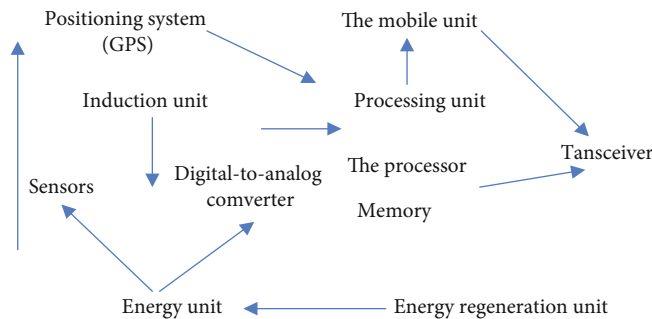 Positioning system
(GPS)
The mobile unit
Induction unit
Processing unit
Tansceiver
The processor
Digital-to-analog
comverter
Sensors
Memory
Energy unit
Energy regeneration unit